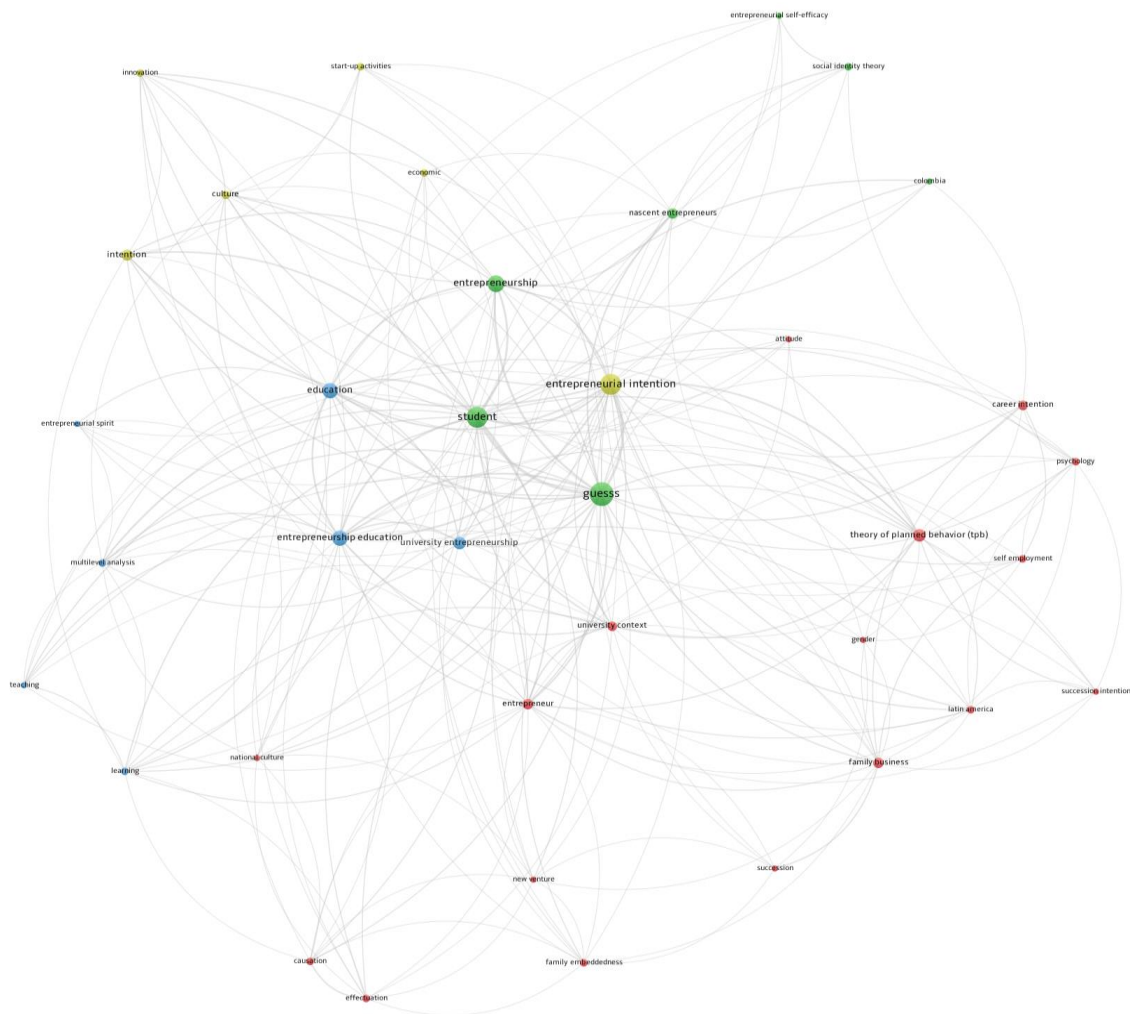 entrepreneurial self-efficacy
social identity theory
start-up activities
innovation
economic
colombia
culture
nascent entrepreneurs
intention
entrepreneurship
attitude
entrepreneurial intention
education
career intention
student
entrepreneurial spirit
psychology
guesss
theory of planned behavior (tpb)
entrepreneurship education
university entrepreneurship
self employment
multilevel analysis
university context
gender
teaching
succession intention
entrepreneur
latin america
national culture
family business
learning
succession
new venture
causation
family embeddedness
effectuation